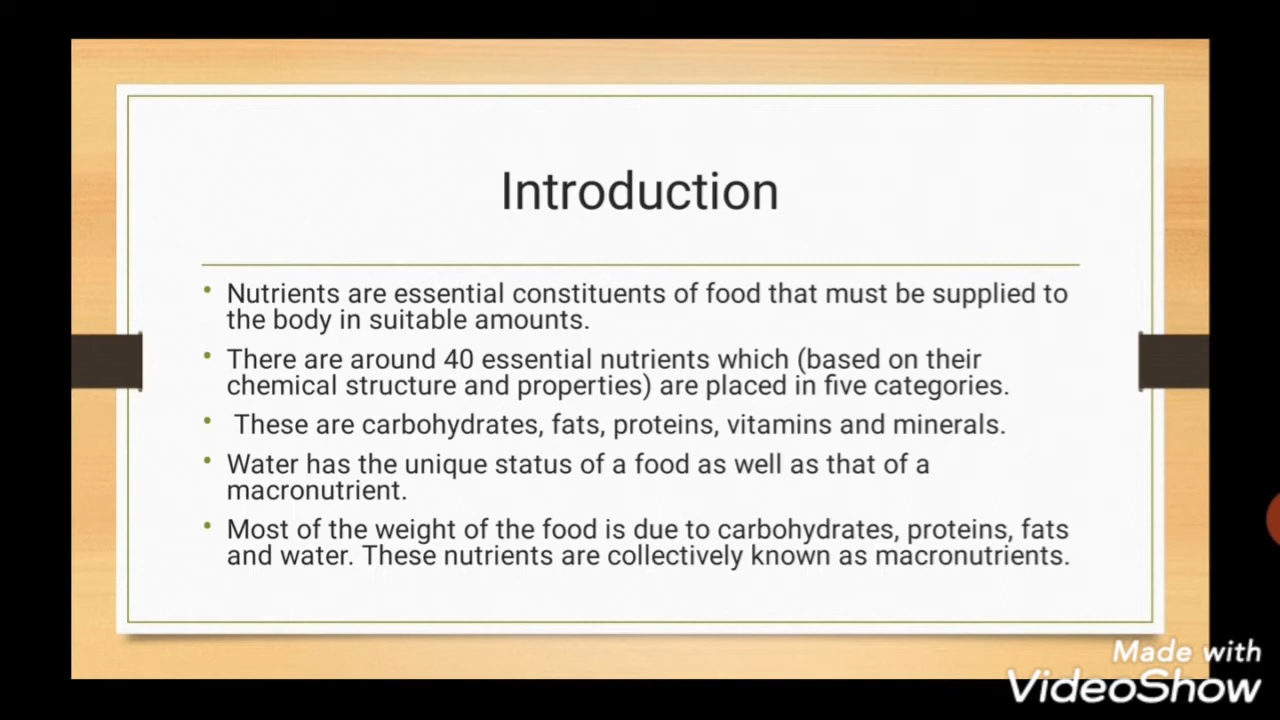 Introduction
• Nutrients are essential constituents of food that must be supplied to
the body in suitable amounts.
• There are around 40 essential nutrients which (based on their
chemical structure and properties) are placed in five categories.
• These are carbohydrates, fats, proteins, vitamins and minerals.
• Water has the unique status of a food as well as that of a
macronutrient.
• Most of the weight of the food is due to carbohydrates, proteins, fats
and water. These nutrients are collectively known as macronutrients.
Made with
VideoShow